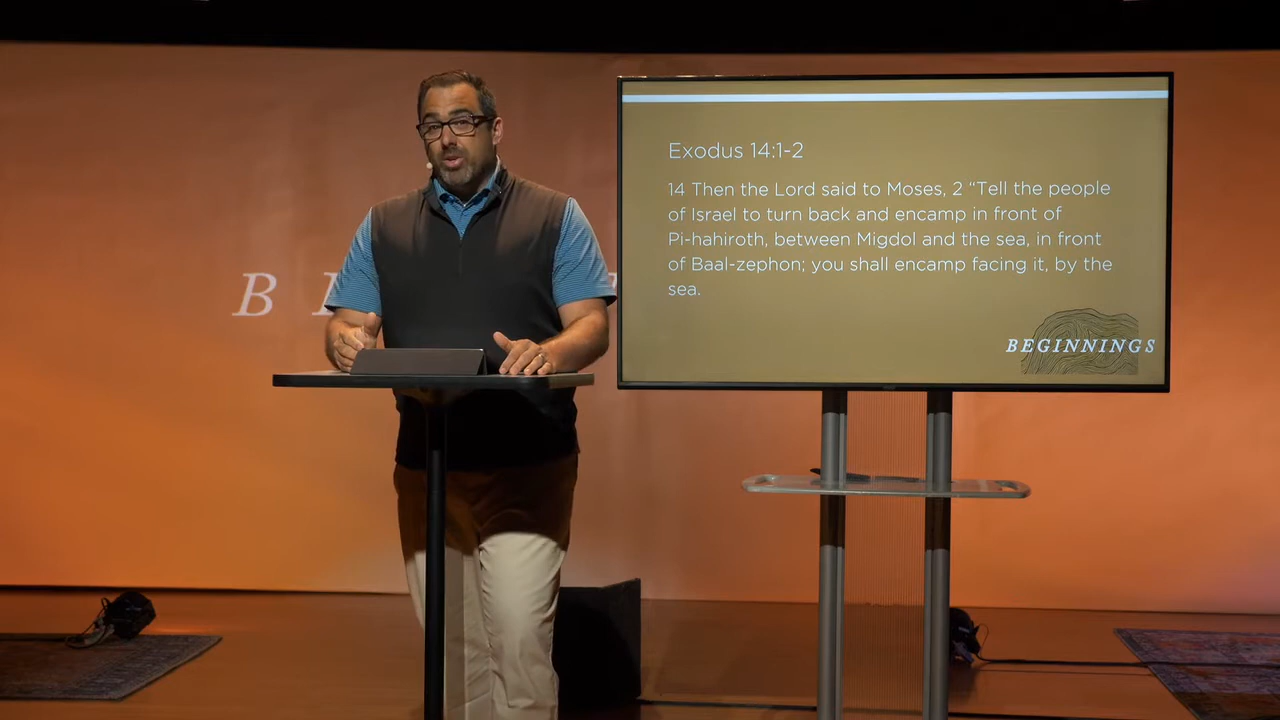 Exodus 14:1-2
14 Then the Lord said to Moses, 2 “Tell the people
of Israel to turn back and encamp in front of
Pi-hahiroth, between Migdol and the sea, in front
of Baal-zephon; you shall encamp facing it, by the
sea.
BEGINNINGS